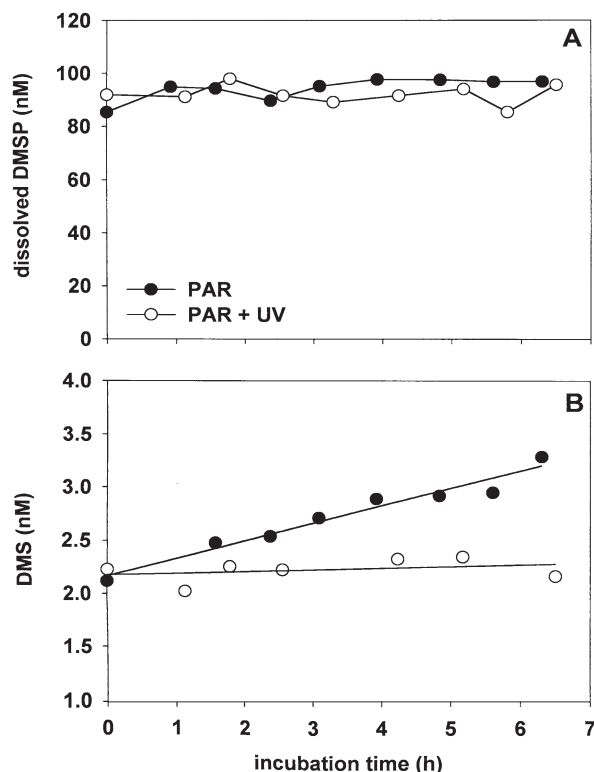 120
A
100
80
60
40
20
0
dissolved DMSP (nM)
PAR
PAR + UV
4.0
B
3.5
3.0
2.5
2.0
1.5
1.0
DMS (nM)
0 1 2 3 4 5 6 7
incubation time (h)